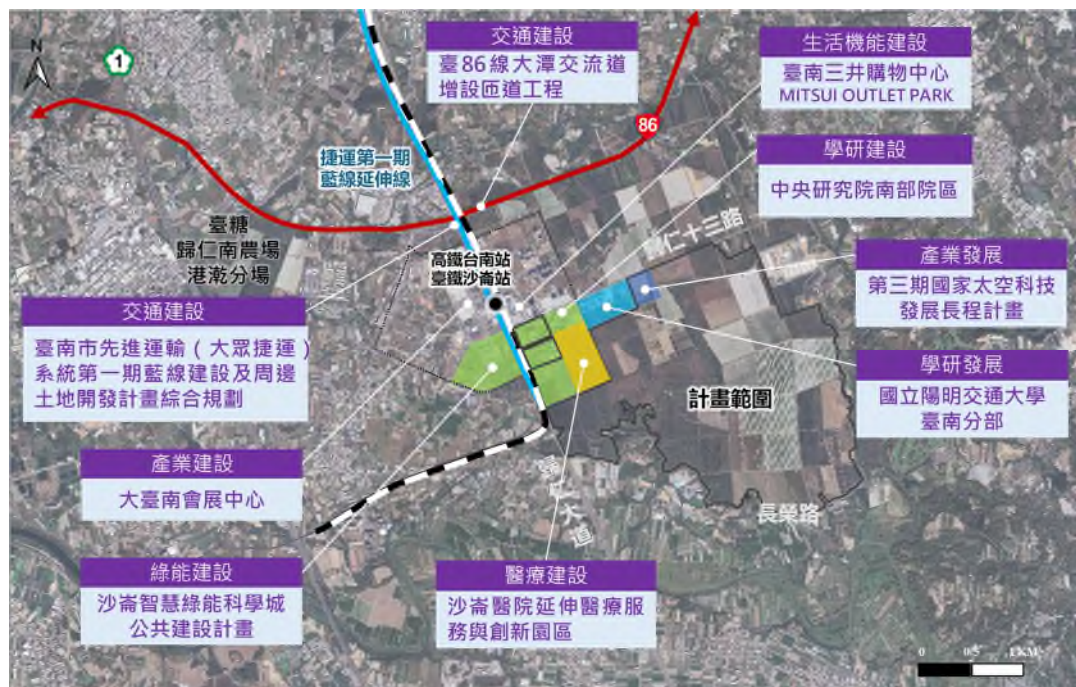 N
1
交通建設
臺86線大潭交流道
增設匝道工程
生活機能建設
臺南三井購物中心
MITSUI OUTLET PARK
86
捷運第一期
藍線延伸線
學研建設
中央研究院南部院區
臺糖
歸仁南農場
港漧分場
仁十三路
高鐵台南站
臺鐵沙崙站
產業發展
第三期國家太空科技
發展長程計畫
交通建設
臺南市先進運輸（大眾捷運）
系統第一期藍線建設及周邊
土地開發計畫綜合規劃
學研發展
國立陽明交通大學
臺南分部
計畫範圍
產業建設
大臺南會展中心
大道
長榮路
綠能建設
沙崙智慧綠能科學城
公共建設計畫
醫療建設
沙崙醫院延伸醫療服
務與創新園區
0 0.5 1 KM